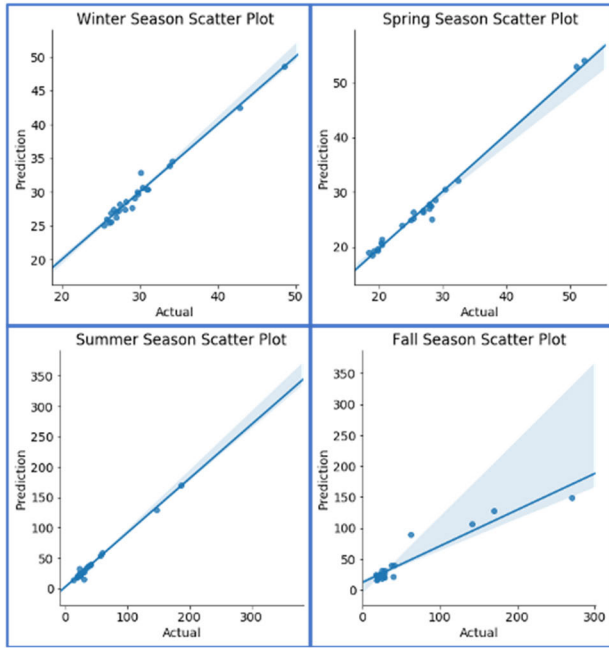 Winter Season Scatter Plot
50
45
40
35
30
25
20
Prediction
20 30 40 50
Actual
Spring Season Scatter Plot
50
40
30
20
Prediction
20 30 40 50
Actual
Summer Season Scatter Plot
350
300
250
200
150
100
50
0
Prediction
0 100 200 300
Actual
Fall Season Scatter Plot
350
300
250
200
150
100
50
0
Prediction
0 100 200 300
Actual